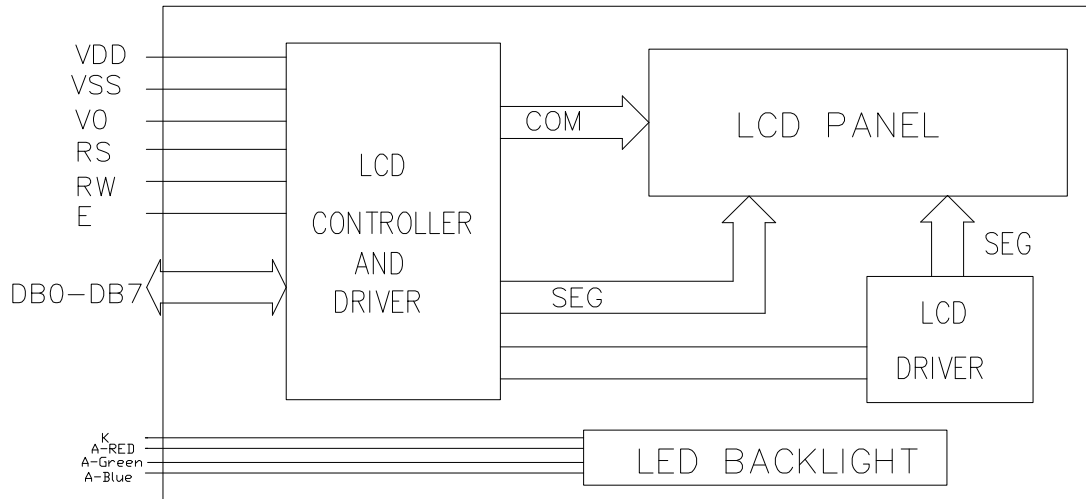 VDD
VSS
VO
RS
RW
E
DB0-DB7
LCD
CONTROLLER
AND
DRIVER
COM
LCD PANEL
SEG
SEG
LCD
DRIVER
K
A-RED
A-Green
A-Blue
LED BACKLIGHT